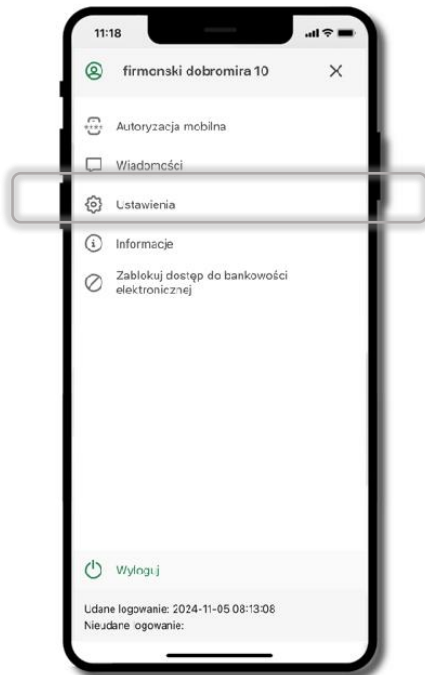 11:18
firmanski dobromira 10
Autoryzacja mobilna
Wiadomości
Ustawienia
Informacje
Zablokuj dostęp do bankowości
elektronicznej
Wyloguj
Udane logowanie: 2024-11-05 08:13:08
Nieudane logowanie: